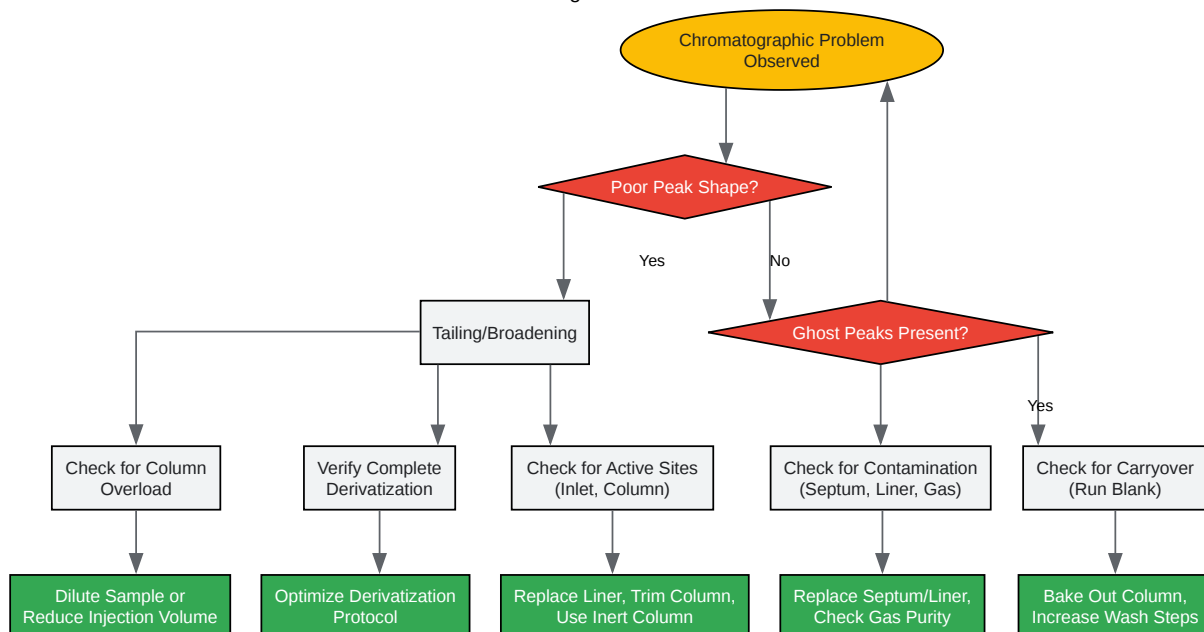 Chromatographic Problem
Observed
Poor Peak Shape?
Yes
No
Tailing/Broadening
Ghost Peaks Present?
Yes
Check for Column
Overload
Verify Complete
Derivatization
Check for Active Sites
(Inlet, Column)
Check for Contamination
(Septum, Liner, Gas)
Check for Carryover
(Run Blank)
Dilute Sample or
Reduce Injection Volume
Optimize Derivatization
Protocol
Replace Liner, Trim Column,
Use Inert Column
Replace Septum/Liner,
Check Gas Purity
Bake Out Column,
Increase Wash Steps